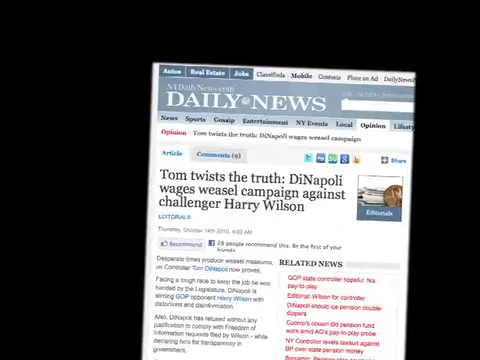 Autos Real Estate Jobs Classifieds Mobile Contests Place an Ad DailyNews
NYDailyNews.com
DAILY NEWS
News Sports Gossip Entertainment NY Events Local Opinion Lifesty
Opinion Tom twists the truth: DiNapoli wages weasel campaign
Article Comments (9) Share
Tom twists the truth: DiNapoli
wages weasel campaign against
challenger Harry Wilson
Editorials
EDITORIALS
Thursday, October 14th 2010, 4:00 AM
Recommend 78 people recommend this. Be the first of your
friends.
RELATED NEWS
Desperate times produce weasel measures,
as Controller Tom DiNapoli now proves.
Facing a tough race to keep the job he was
handed by the Legislature, DiNapoli is
sliming GOP opponent Harry Wilson with
distortions and disinformation.
Also, DiNapoli has refused without any
justification to comply with Freedom of
Information requests filed by Wilson - while
declaring he's for transparency in
government.
GOP state controller hopeful: Nix
pay-to-play
Editorial: Wilson for controller
DiNapoli should ice pension double-
dippers
Cuomo's cousin did pension fund
work amid AG's pay-to-play probe
NY Controller levels lawsuit against
BP over state pension money